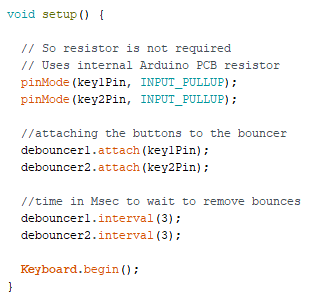 void setup() {
// So resistor is not required
// Uses internal Arduino PCB resistor
pinMode(key1Pin, INPUT_PULLUP);
pinMode(key2Pin, INPUT_PULLUP);
//attaching the buttons to the bouncer
debouncer1.attach(key1Pin);
debouncer2.attach(key2Pin);
//time in Msec to wait to remove bounces
debouncer1.interval(3);
debouncer2.interval(3);
Keyboard.begin();
}